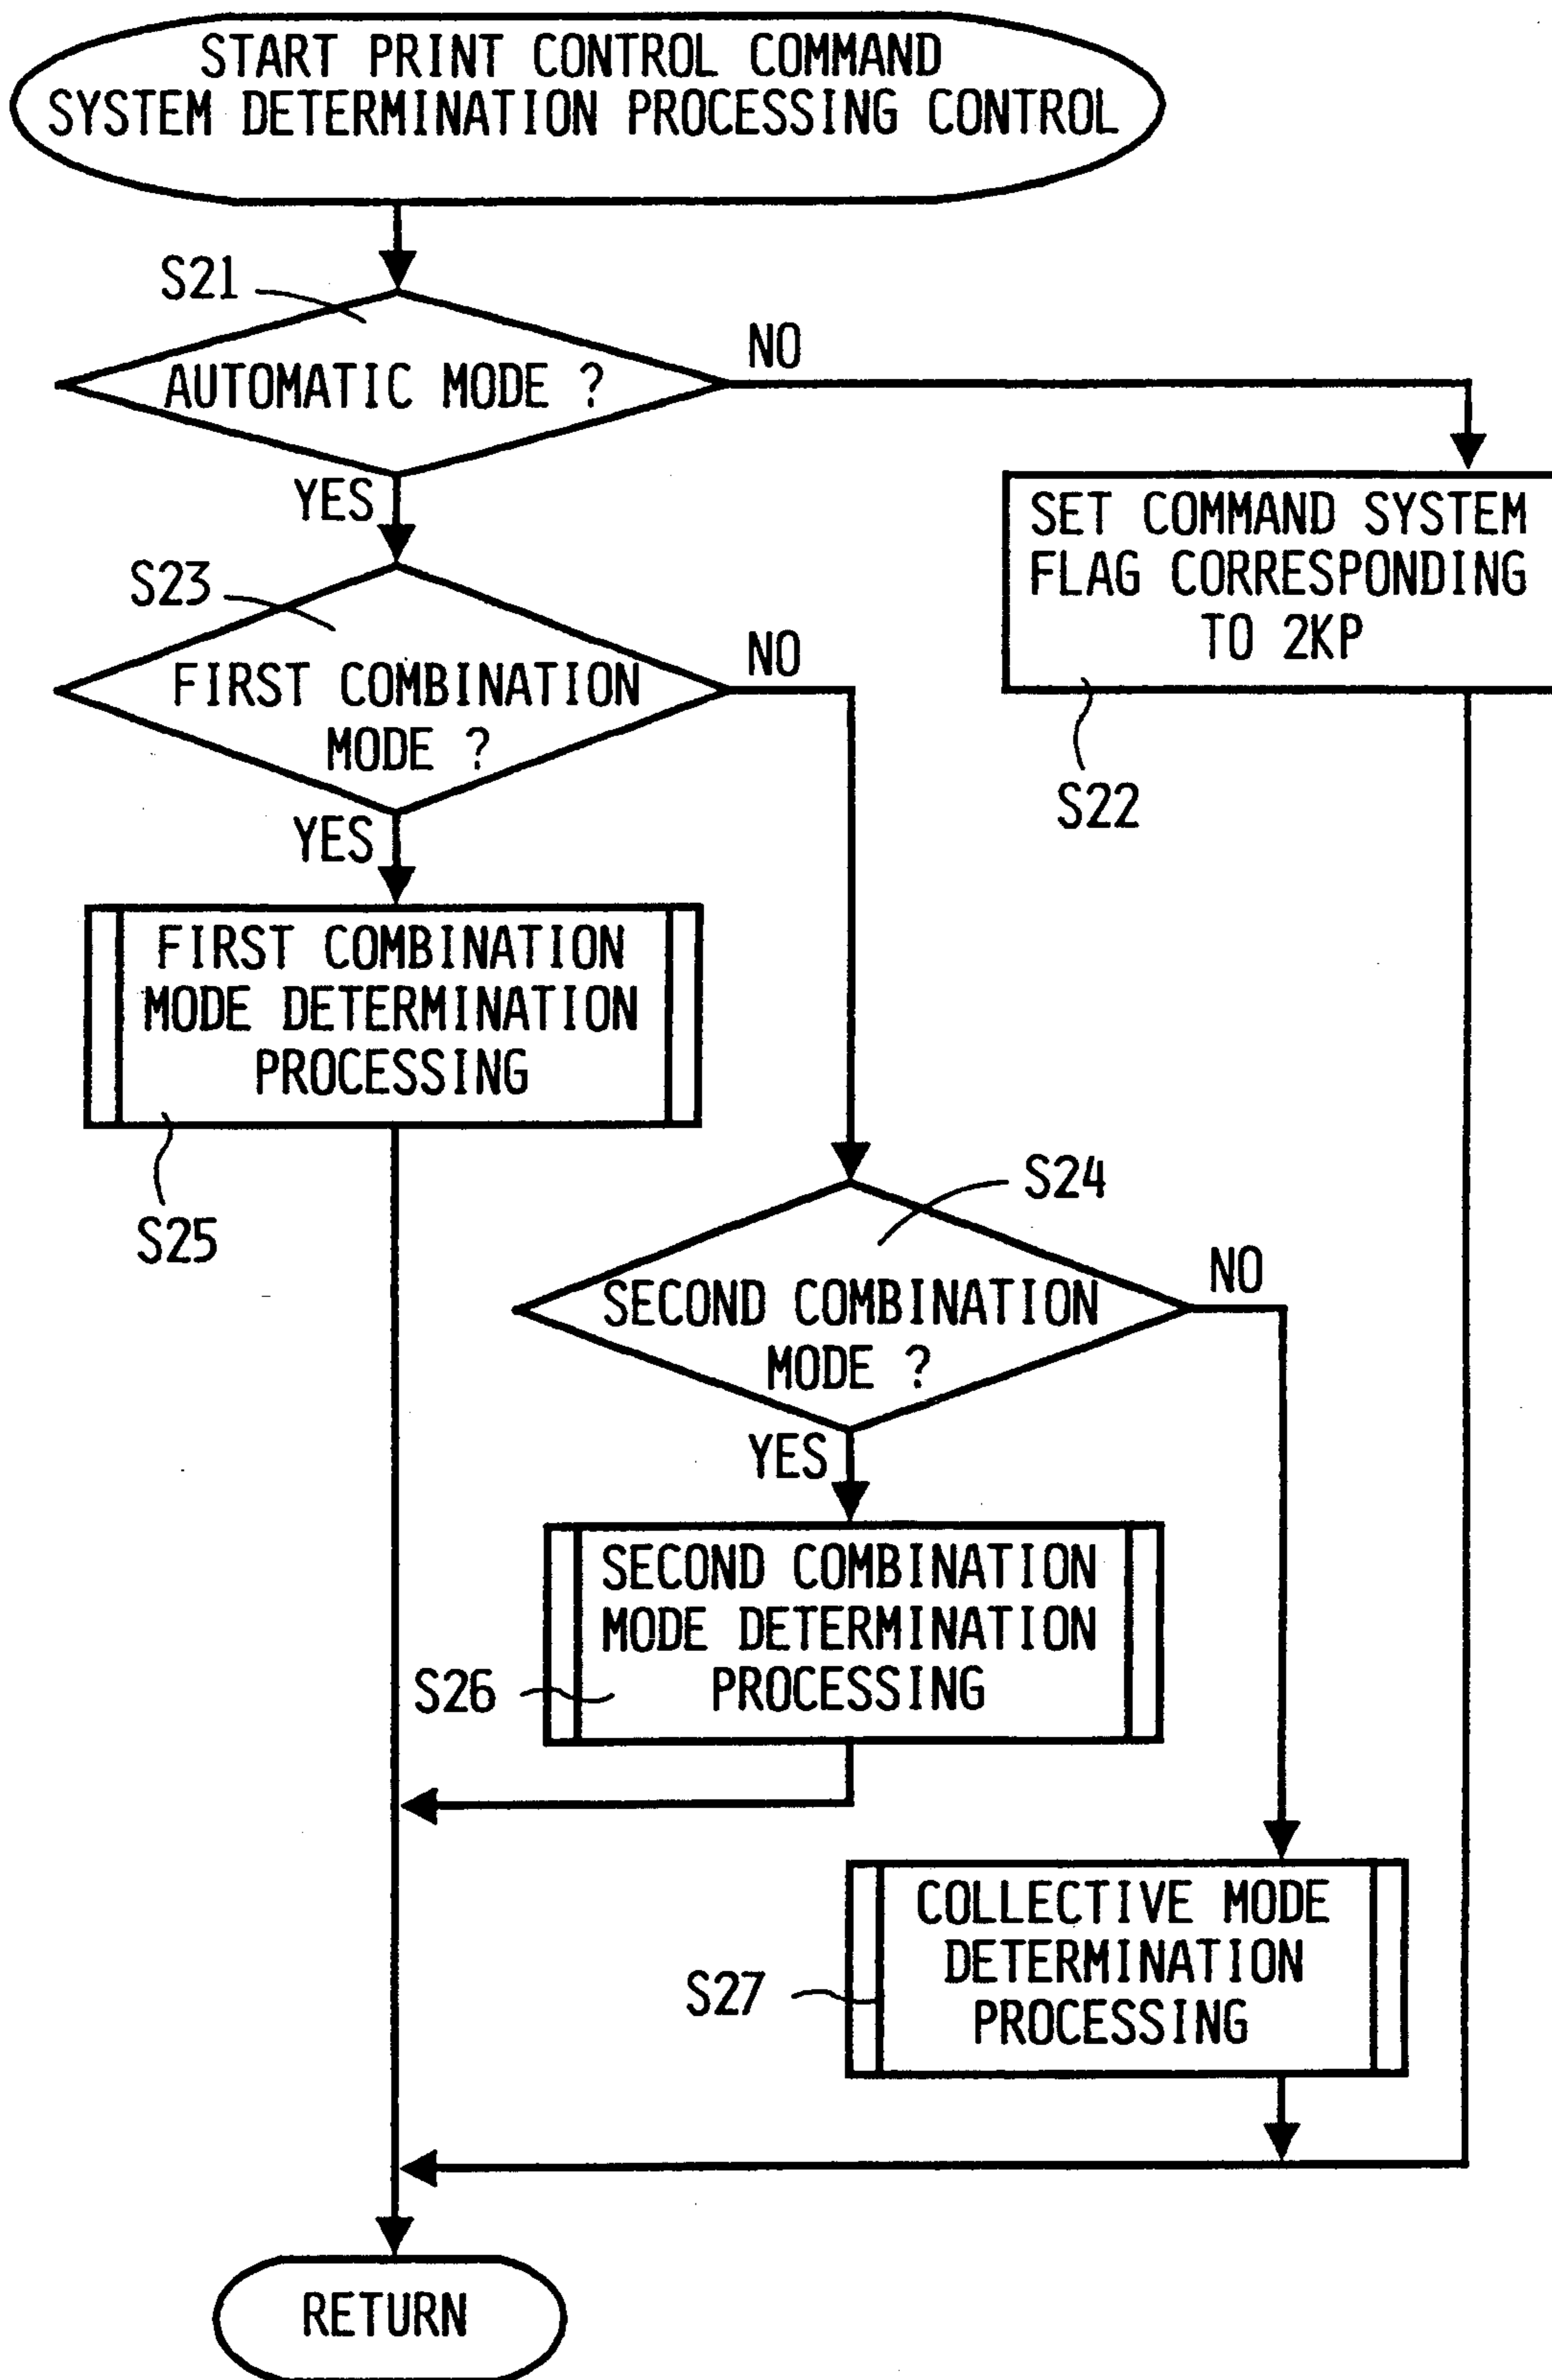 START PRINT CONTROL COMMAND
SYSTEM DETERMINATION PROCESSING CONTROL
S21
AUTOMATIC MODE ?
NO
YES
SET COMMAND SYSTEM
FLAG CORRESPONDING
TO 2KP
S22
S23
FIRST COMBINATION
MODE ?
NO
YES
FIRST COMBINATION
MODE DETERMINATION
PROCESSING
S25
S24
SECOND COMBINATION
MODE ?
NO
YES
SECOND COMBINATION
MODE DETERMINATION
PROCESSING
S26
COLLECTIVE MODE
DETERMINATION
PROCESSING
S27
RETURN